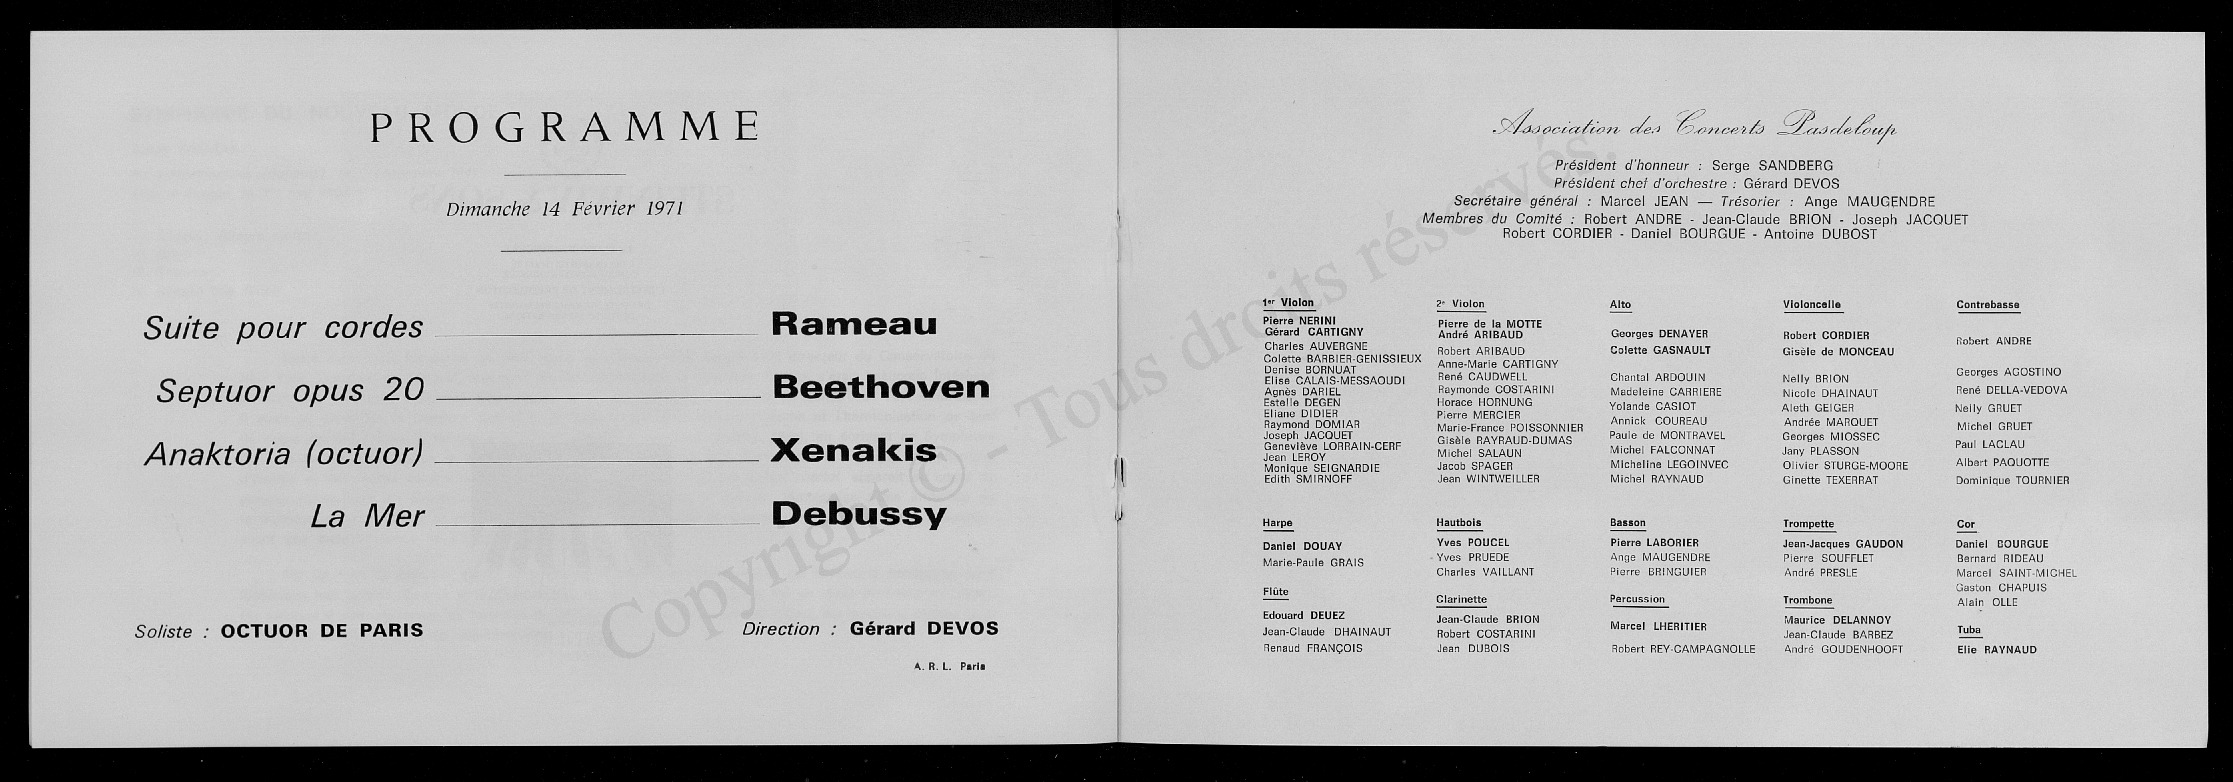 PROGRAMME
Dimanche 14 Février 1971
Suite pour cordes Rameau
Septuor opus 20 Beethoven
Anaktoria (octuor) Xenakis
La Mer Debussy
Soliste : OCTUOR DE PARIS
Direction : Gérard DEVOS
A. R. L. Paris
Association des Concerts Pasdeloup
Président d'honneur : Serge SANDBERG
Président chef d'orchestre : Gérard DEVOS
Secrétaire général : Marcel JEAN — Trésorier : Ange MAUGENDRE
Membres du Comité : Robert ANDRE - Jean-Claude BRION - Joseph JACQUET
Robert CORDIER - Daniel BOURGUE - Antoine DUBOST
1er Violon
Pierre NERINI
Gérard CARTIGNY
Charles AUVERGNE
Colette BARBIER-GENISSIEUX
Denise BORNUAT
Elise CALAIS-MESSAOUDI
Agnès DARIEL
Estelle DEGEN
Eliane DIDIER
Raymond DOMIAR
Joseph JACQUET
Geneviève LORRAIN-CERF
Jean LEROY
Monique SEIGNARDIE
Edith SMIRNOFF
2e Violon
Pierre de la MOTTE
André ARIBAUD
Robert ARIBAUD
Anne-Marie CARTIGNY
René CAUDWELL
Raymonde COSTARINI
Horace HORNUNG
Pierre MERCIER
Marie-France POISSONNIER
Gisèle RAYRAUD-DUMAS
Michel SALAUN
Jacob SPAGER
Jean WINTWEILLER
Alto
Georges DENAYER
Colette GASNAULT
Chantal ARDOUIN
Madeleine CARRIERE
Yolande CASIOT
Annick COUREAU
Paule de MONTRAVEL
Michel FALCONNAT
Micheline LEGOINVEC
Michel RAYNAUD
Violoncelle
Robert CORDIER
Gisèle de MONCEAU
Nelly BRION
Nicole DHAINAUT
Aleth GEIGER
Andrée MARQUET
Georges MIOSSEC
Jany PLASSON
Olivier STURGE-MOORE
Ginette TEXERRAT
Contrebasse
Robert ANDRE
Georges AGOSTINO
René DELLA-VEDOVA
Nelly GRUET
Michel GRUET
Paul LACLAU
Albert PAQUOTTE
Dominique TOURNIER
Harpe
Daniel DOUAY
Marie-Paule GRAIS
Flûte
Edouard DEUEZ
Jean-Claude DHAINAUT
Renaud FRANÇOIS
Hautbois
Yves POUCEL
Yves PRUEDE
Charles VAILLANT
Clarinette
Jean-Claude BRION
Robert COSTARINI
Jean DUBOIS
Basson
Pierre LABORIER
Ange MAUGENDRE
Pierre BRINGUIER
Percussion
Marcel LHERITIER
Robert REY-CAMPAGNOLLE
Trompette
Jean-Jacques GAUDON
Pierre SOUFFLET
André PRESLE
Trombone
Maurice DELANNOY
Jean-Claude BARBEZ
André GOUDENHOOFT
Cor
Daniel BOURGUE
Bernard RIDEAU
Marcel SAINT-MICHEL
Gaston CHAPUIS
Alain OLLE
Tuba
Elie RAYNAUD
Copyright © - Tous droits réservés.